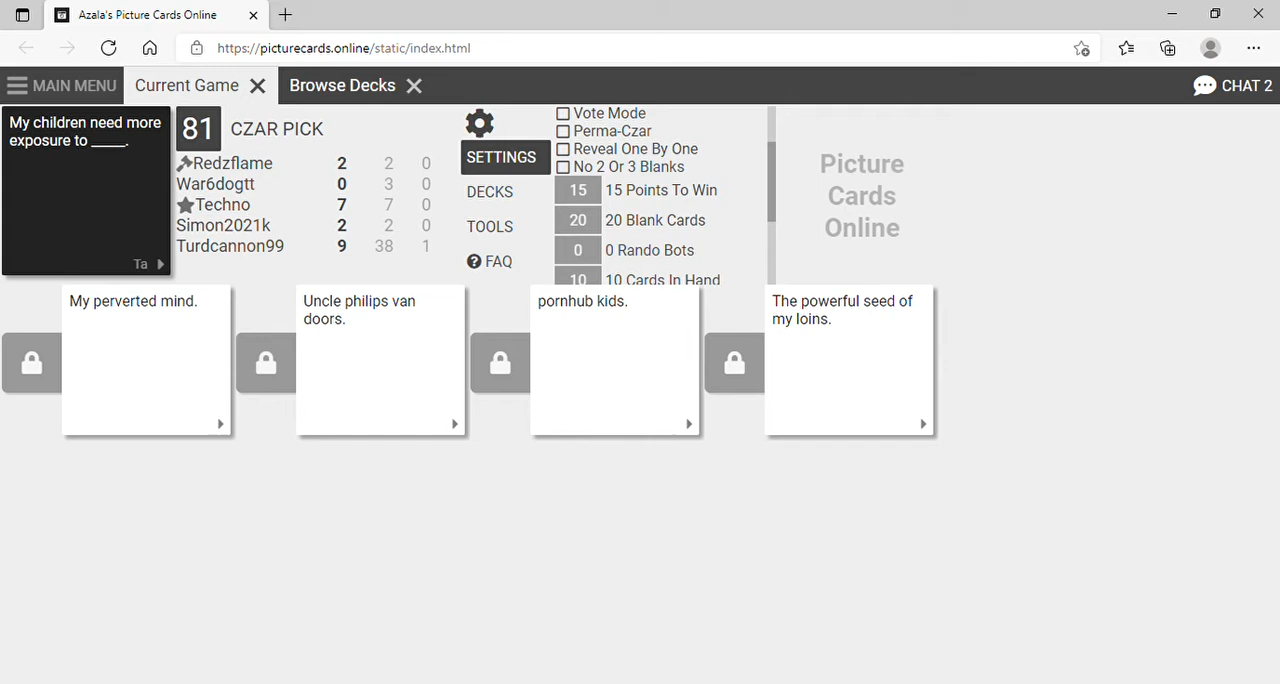 Azala's Picture Cards Online
https://picturecards.online/static/index.html
MAIN MENU
Current Game
Browse Decks
CHAT 2
My children need more
exposure to _____.
Ta
81 CZAR PICK
Redzflame 2 2 0
War6dogtt 0 3 0
Techno 7 7 0
Simon2021k 2 2 0
Turdcannon99 9 38 1
SETTINGS
DECKS
TOOLS
FAQ
Vote Mode
Perma-Czar
Reveal One By One
No 2 Or 3 Blanks
15 15 Points To Win
20 20 Blank Cards
0 0 Rando Bots
10 10 Cards In Hand
Picture
Cards
Online
My perverted mind.
Uncle philips van
doors.
pornhub kids.
The powerful seed of
my loins.